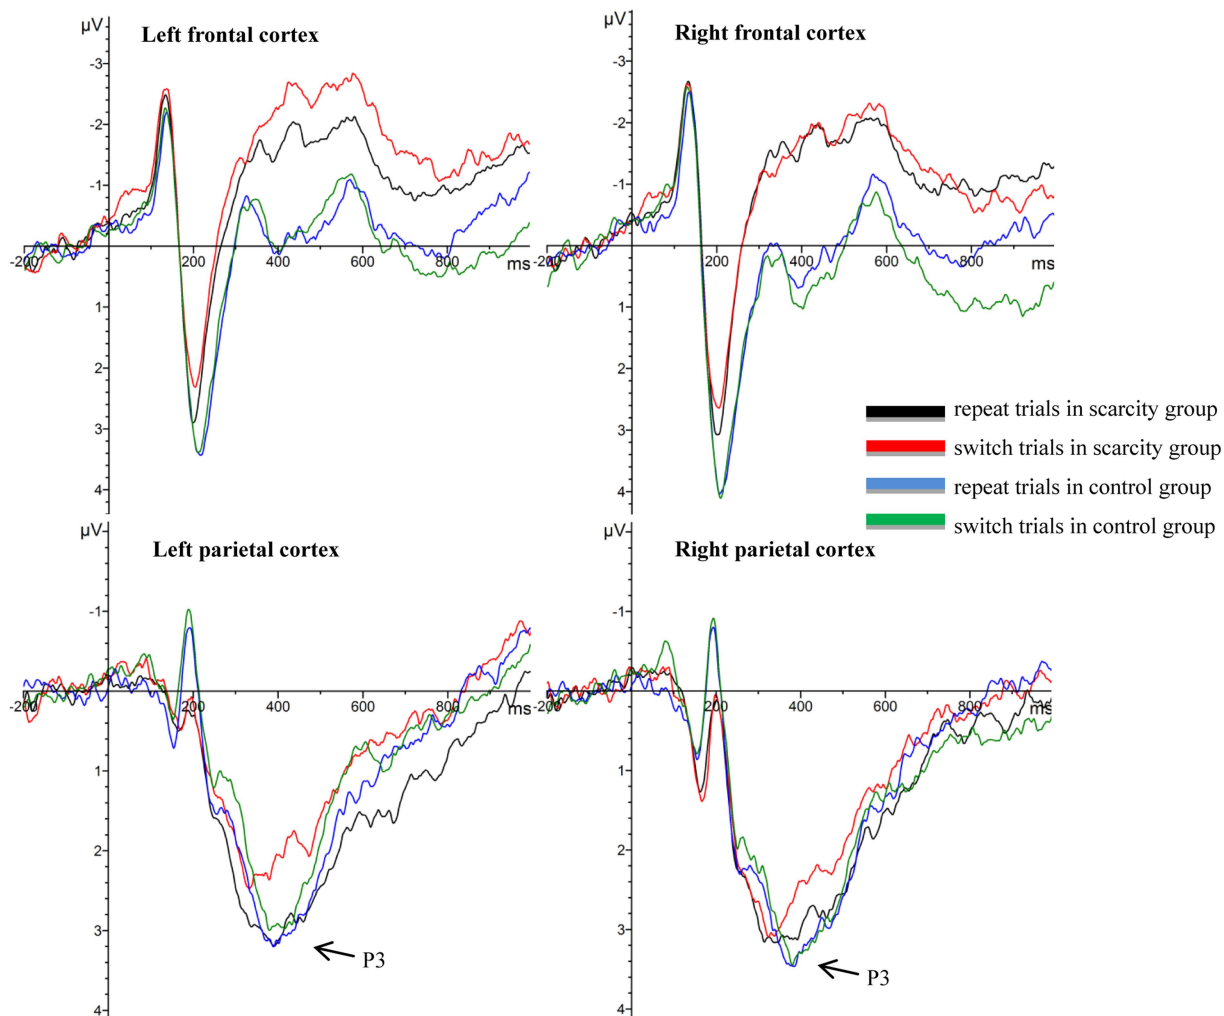 µV
Left frontal cortex
-3
-2
-1
-200
200
400
600
800
ms
1
2
3
4
µV
Right frontal cortex
-3
-2
-1
-200
200
400
600
800
ms
1
2
3
4
repeat trials in scarcity group
switch trials in scarcity group
repeat trials in control group
switch trials in control group
µV
Left parietal cortex
-1
-200
200
400
600
800
ms
1
2
3
4
P3
µV
Right parietal cortex
-1
-200
200
400
600
800
ms
1
2
3
4
P3